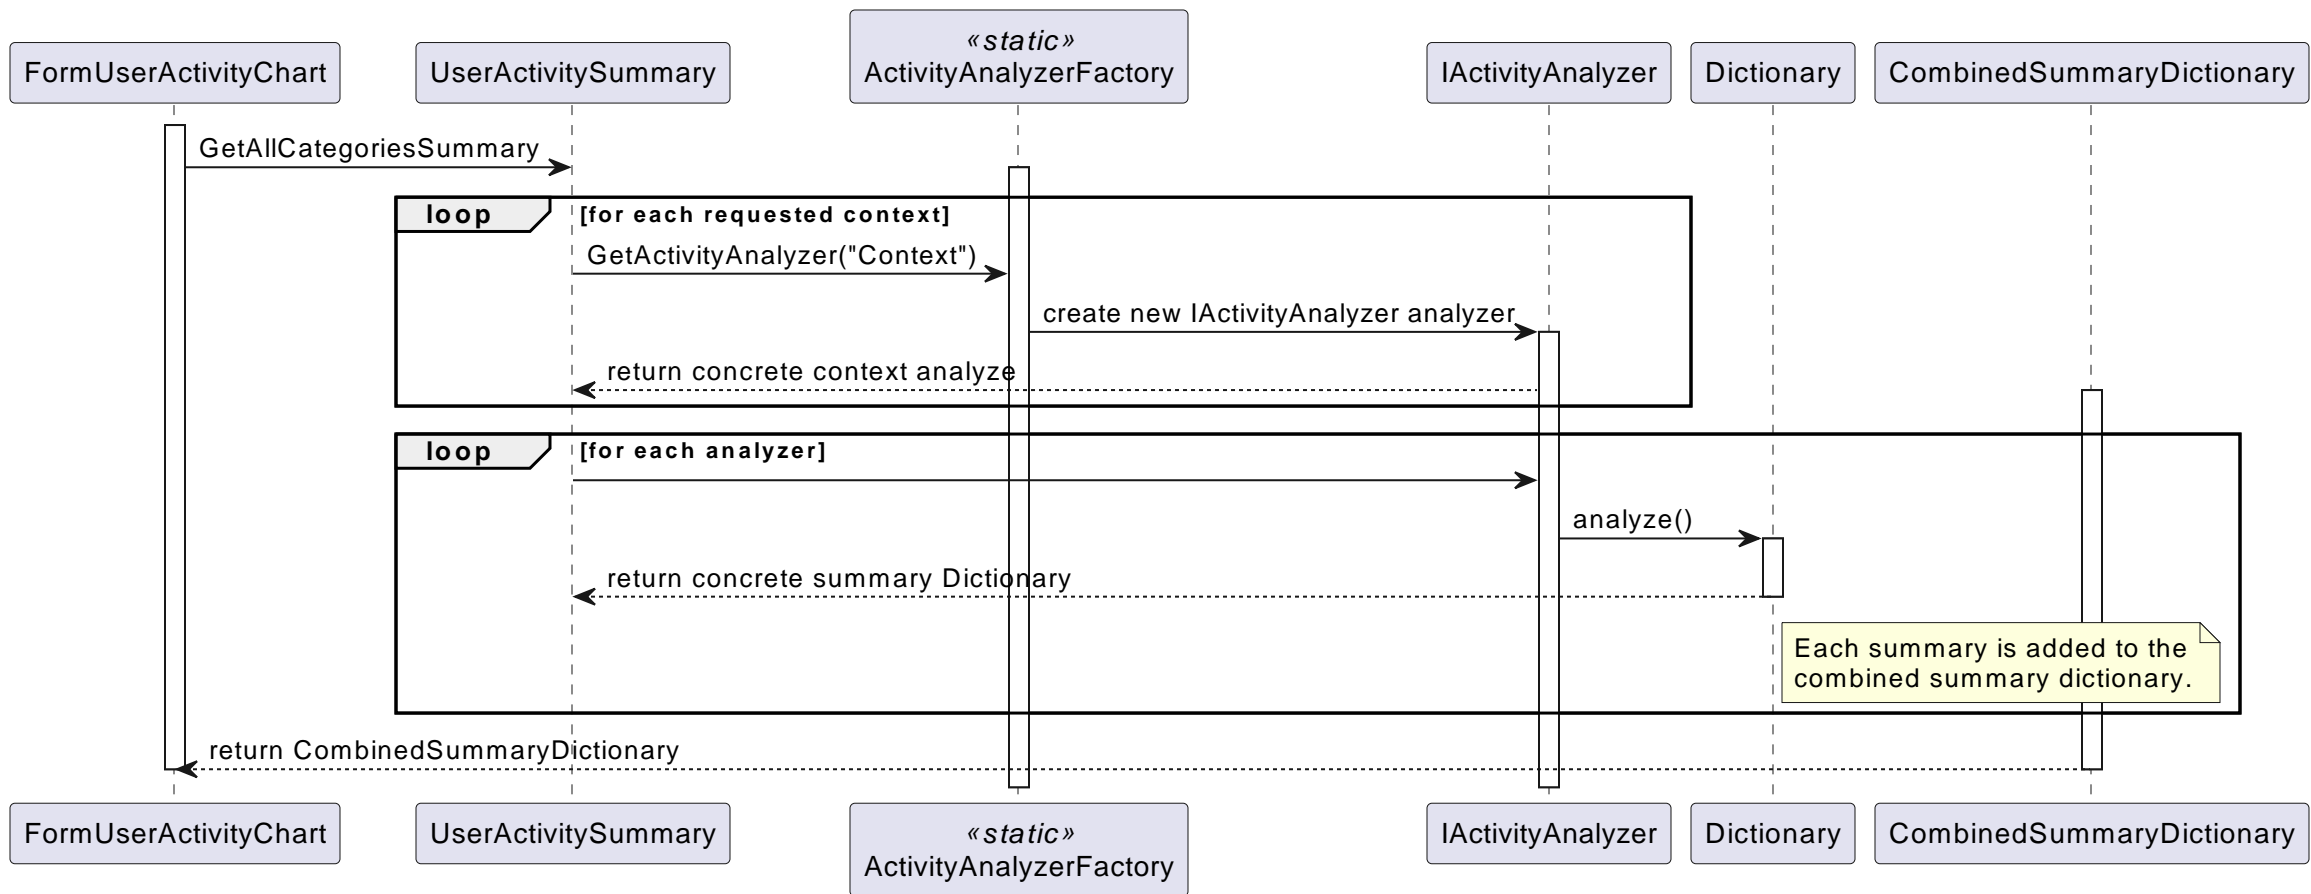 «static»
FormUserActivityChart
UserActivitySummary
ActivityAnalyzerFactory
IActivityAnalyzer
Dictionary
CombinedSummaryDictionary
GetAllCategoriesSummary
loop
[for each requested context]
GetActivityAnalyzer("Context")
create new IActivityAnalyzer analyzer
return concrete context analyze
loop
[for each analyzer]
analyze()
return concrete summary Dictionary
Each summary is added to the
combined summary dictionary.
return CombinedSummaryDictionary
FormUserActivityChart
UserActivitySummary
«static»
ActivityAnalyzerFactory
IActivityAnalyzer
Dictionary
CombinedSummaryDictionary